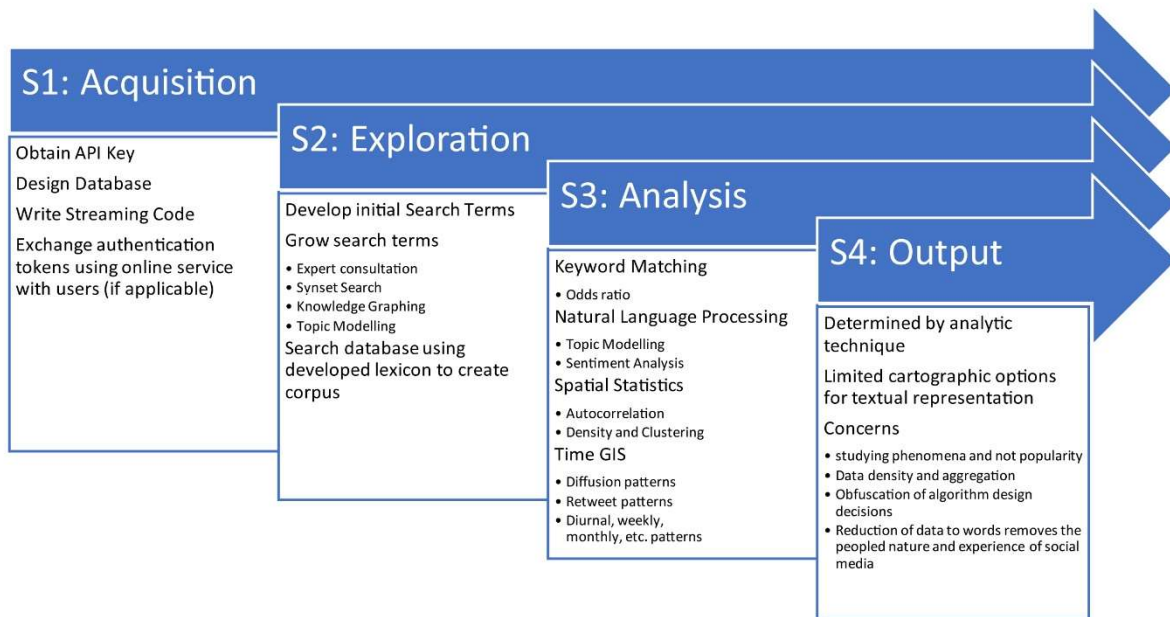 S1: Acquisition
Obtain API Key
Design Database
Write Streaming Code
Exchange authentication
tokens using online service
with users (if applicable)
S2: Exploration
Develop initial Search Terms
Grow search terms
• Expert consultation
• Synset Search
• Knowledge Graphing
• Topic Modelling
Search database using
developed lexicon to create
corpus
S3: Analysis
Keyword Matching
• Odds ratio
Natural Language Processing
• Topic Modelling
• Sentiment Analysis
Spatial Statistics
• Autocorrelation
• Density and Clustering
Time GIS
• Diffusion patterns
• Retweet patterns
• Diurnal, weekly,
monthly, etc. patterns
S4: Output
Determined by analytic
technique
Limited cartographic options
for textual representation
Concerns
• studying phenomena and not popularity
• Data density and aggregation
• Obfuscation of algorithm design
decisions
• Reduction of data to words removes the
peopled nature and experience of social
media